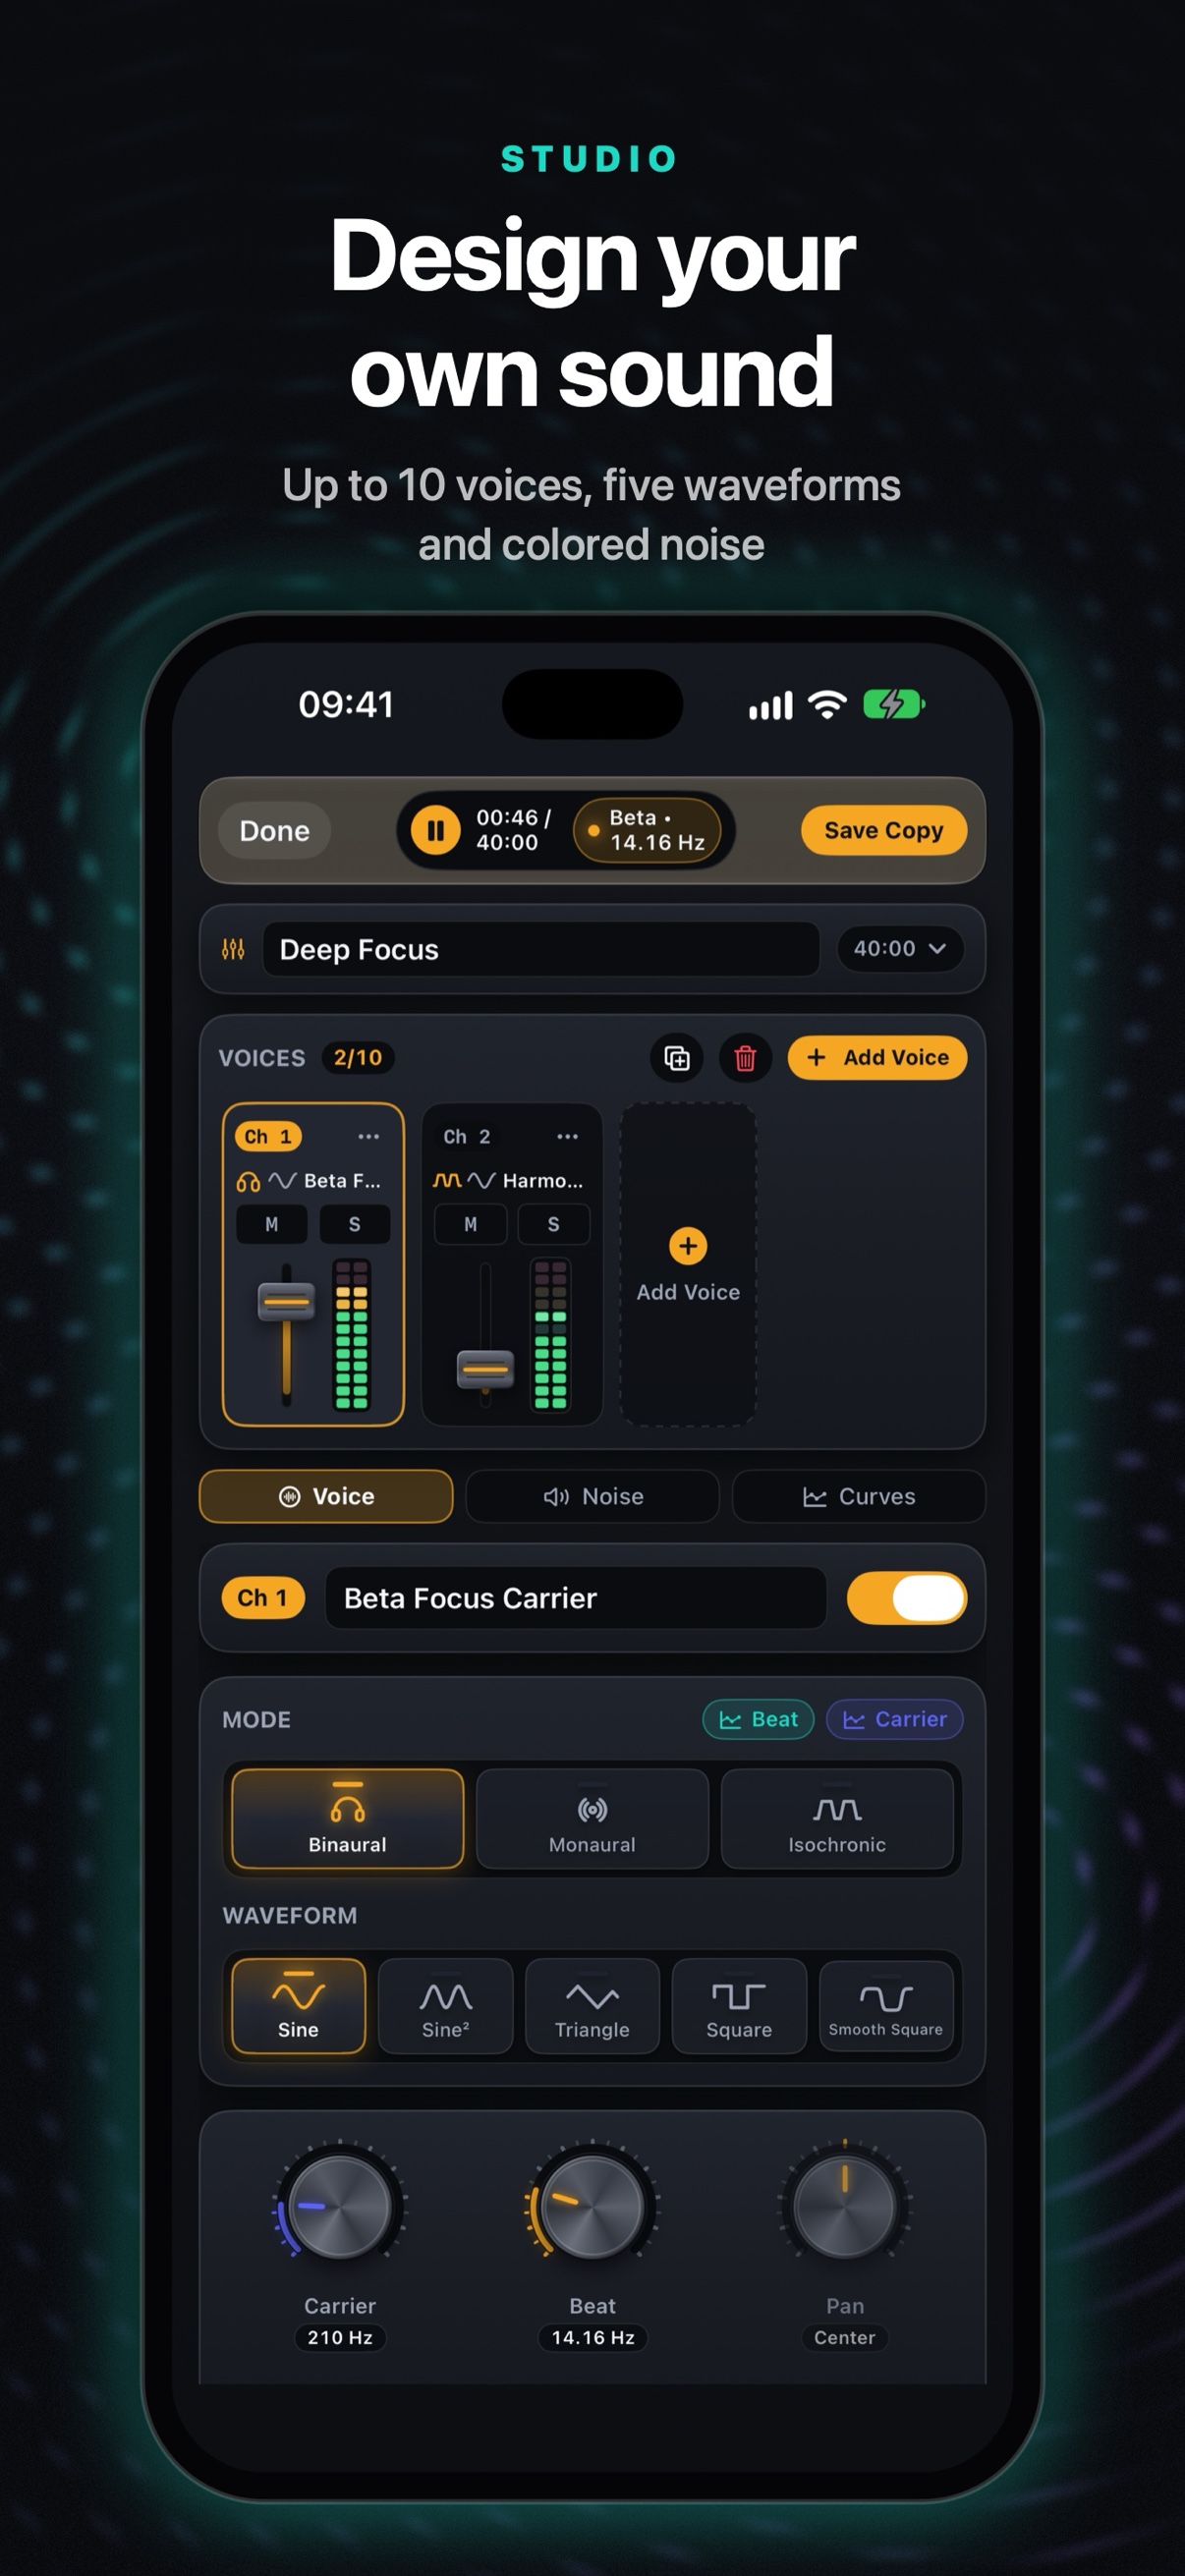 STUDIO
Design your
own sound
Up to 10 voices, five waveforms
and colored noise
09:41
Done
00:46 /
40:00
Beta •
14.16 Hz
Save Copy
Deep Focus
40:00
VOICES 2/10
+ Add Voice
Ch 1 ...
Ch 2 ...
Beta F...
Harmo...
M S
M S
Add Voice
Voice
Noise
Curves
Ch 1
Beta Focus Carrier
MODE
Beat
Carrier
Binaural
Monaural
Isochronic
WAVEFORM
Sine
Sine²
Triangle
Square
Smooth Square
Carrier
Beat
Pan
210 Hz
14.16 Hz
Center